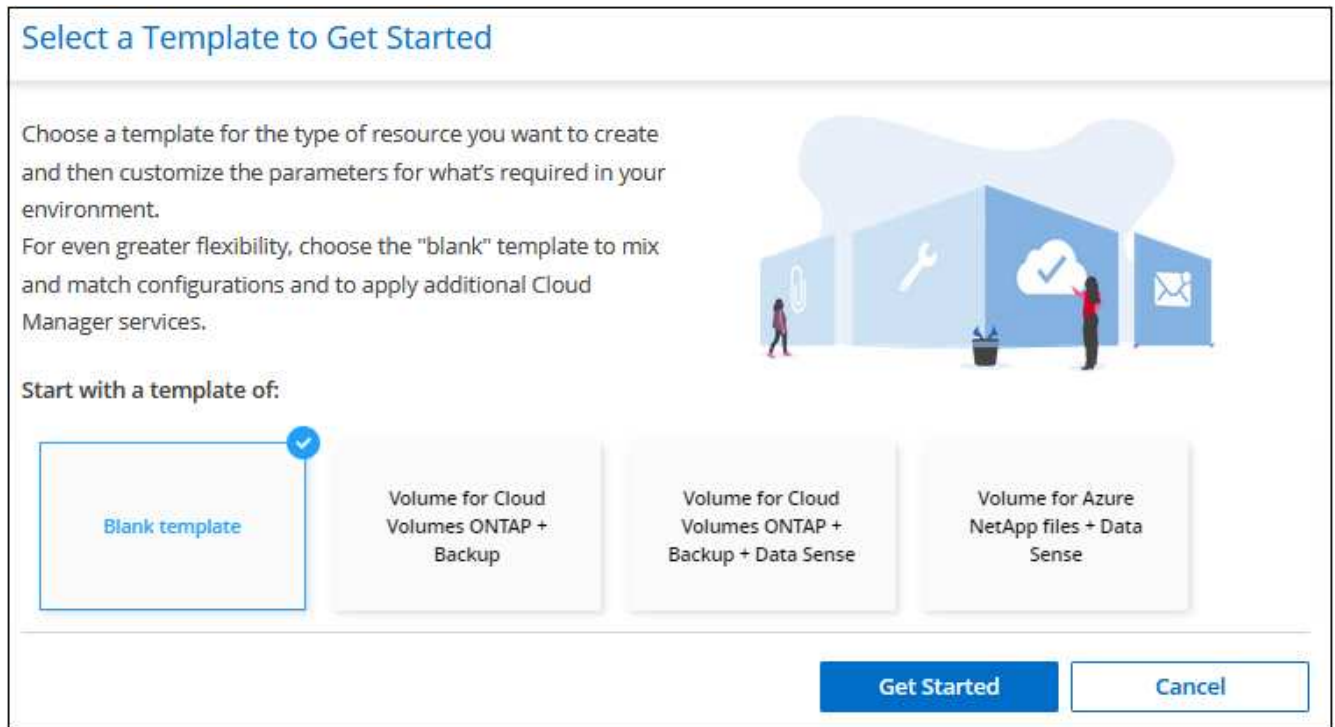 Select a Template to Get Started
Choose a template for the type of resource you want to create
and then customize the parameters for what's required in your
environment.
For even greater flexibility, choose the "blank" template to mix
and match configurations and to apply additional Cloud
Manager services.
Start with a template of:
Blank template
Volume for Cloud
Volumes ONTAP +
Backup
Volume for Cloud
Volumes ONTAP +
Backup + Data Sense
Volume for Azure
NetApp files + Data
Sense
Get Started
Cancel